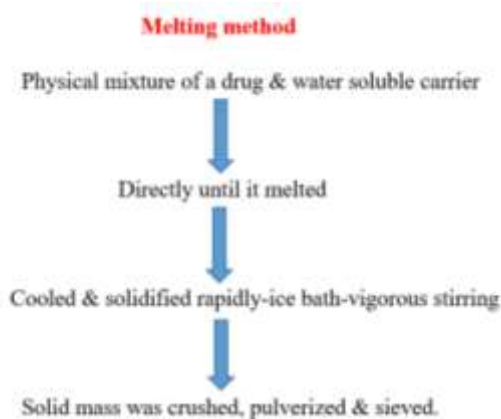 Melting method
Physical mixture of a drug & water soluble carrier
Directly until it melted
Cooled & solidified rapidly-ice bath-vigorous stirring
Solid mass was crushed, pulverized & sieved.